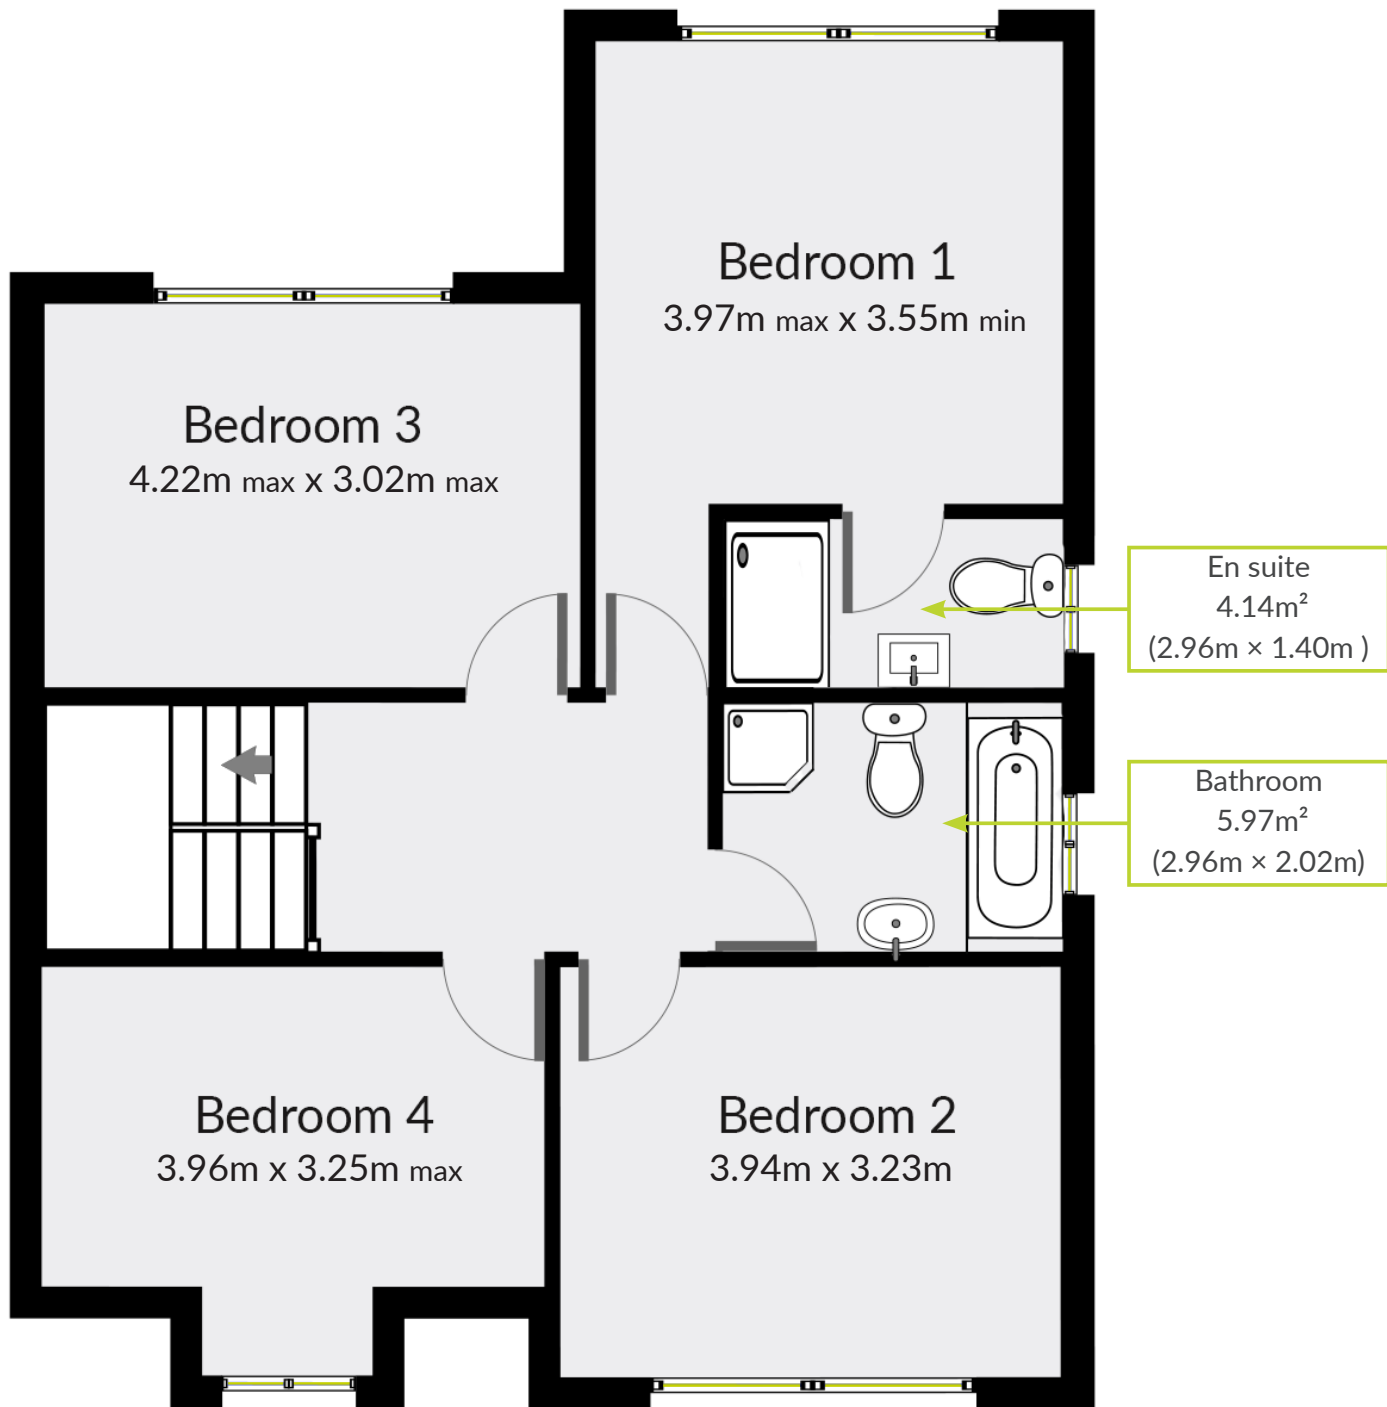 Bedroom 1
3.97m max x 3.55m min
Bedroom 3
4.22m max x 3.02m max
En suite
4.14m²
(2.96m × 1.40m )
Bathroom
5.97m²
(2.96m × 2.02m)
Bedroom 4
3.96m x 3.25m max
Bedroom 2
3.94m x 3.23m